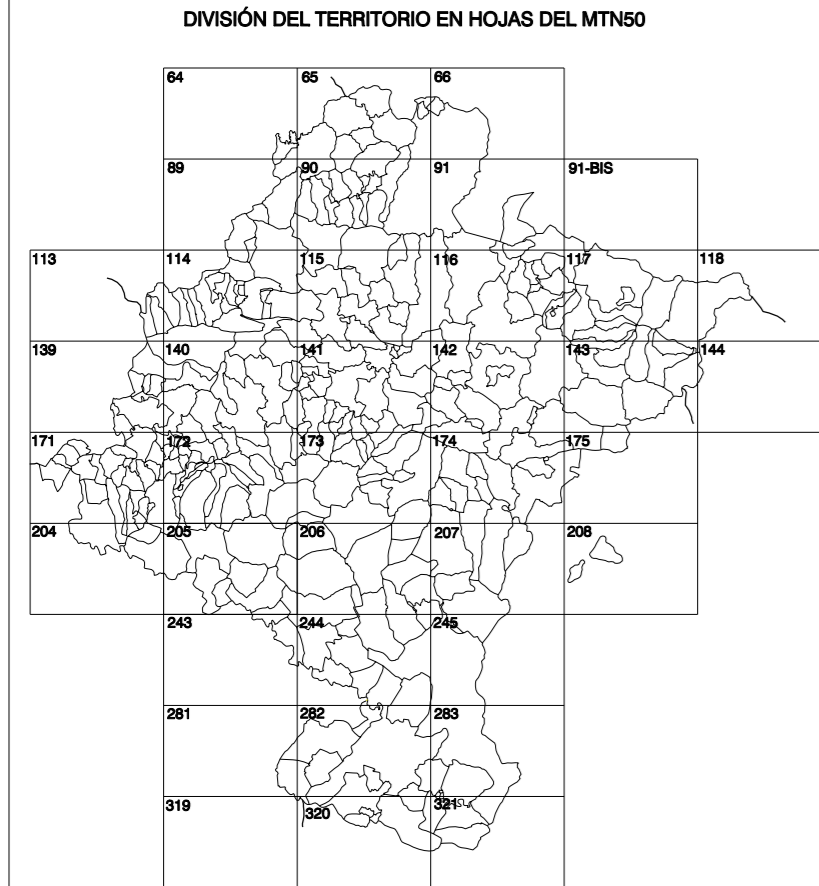 DIVISIÓN DEL TERRITORIO EN HOJAS DEL MTN50
64 65 66
89 90 91 91-BIS
113 114 115 116 117 118
139 140 141 142 143 144
171 172 173 174 175
204 205 206 207 208
243 244 245
281 282 283
319 320 321